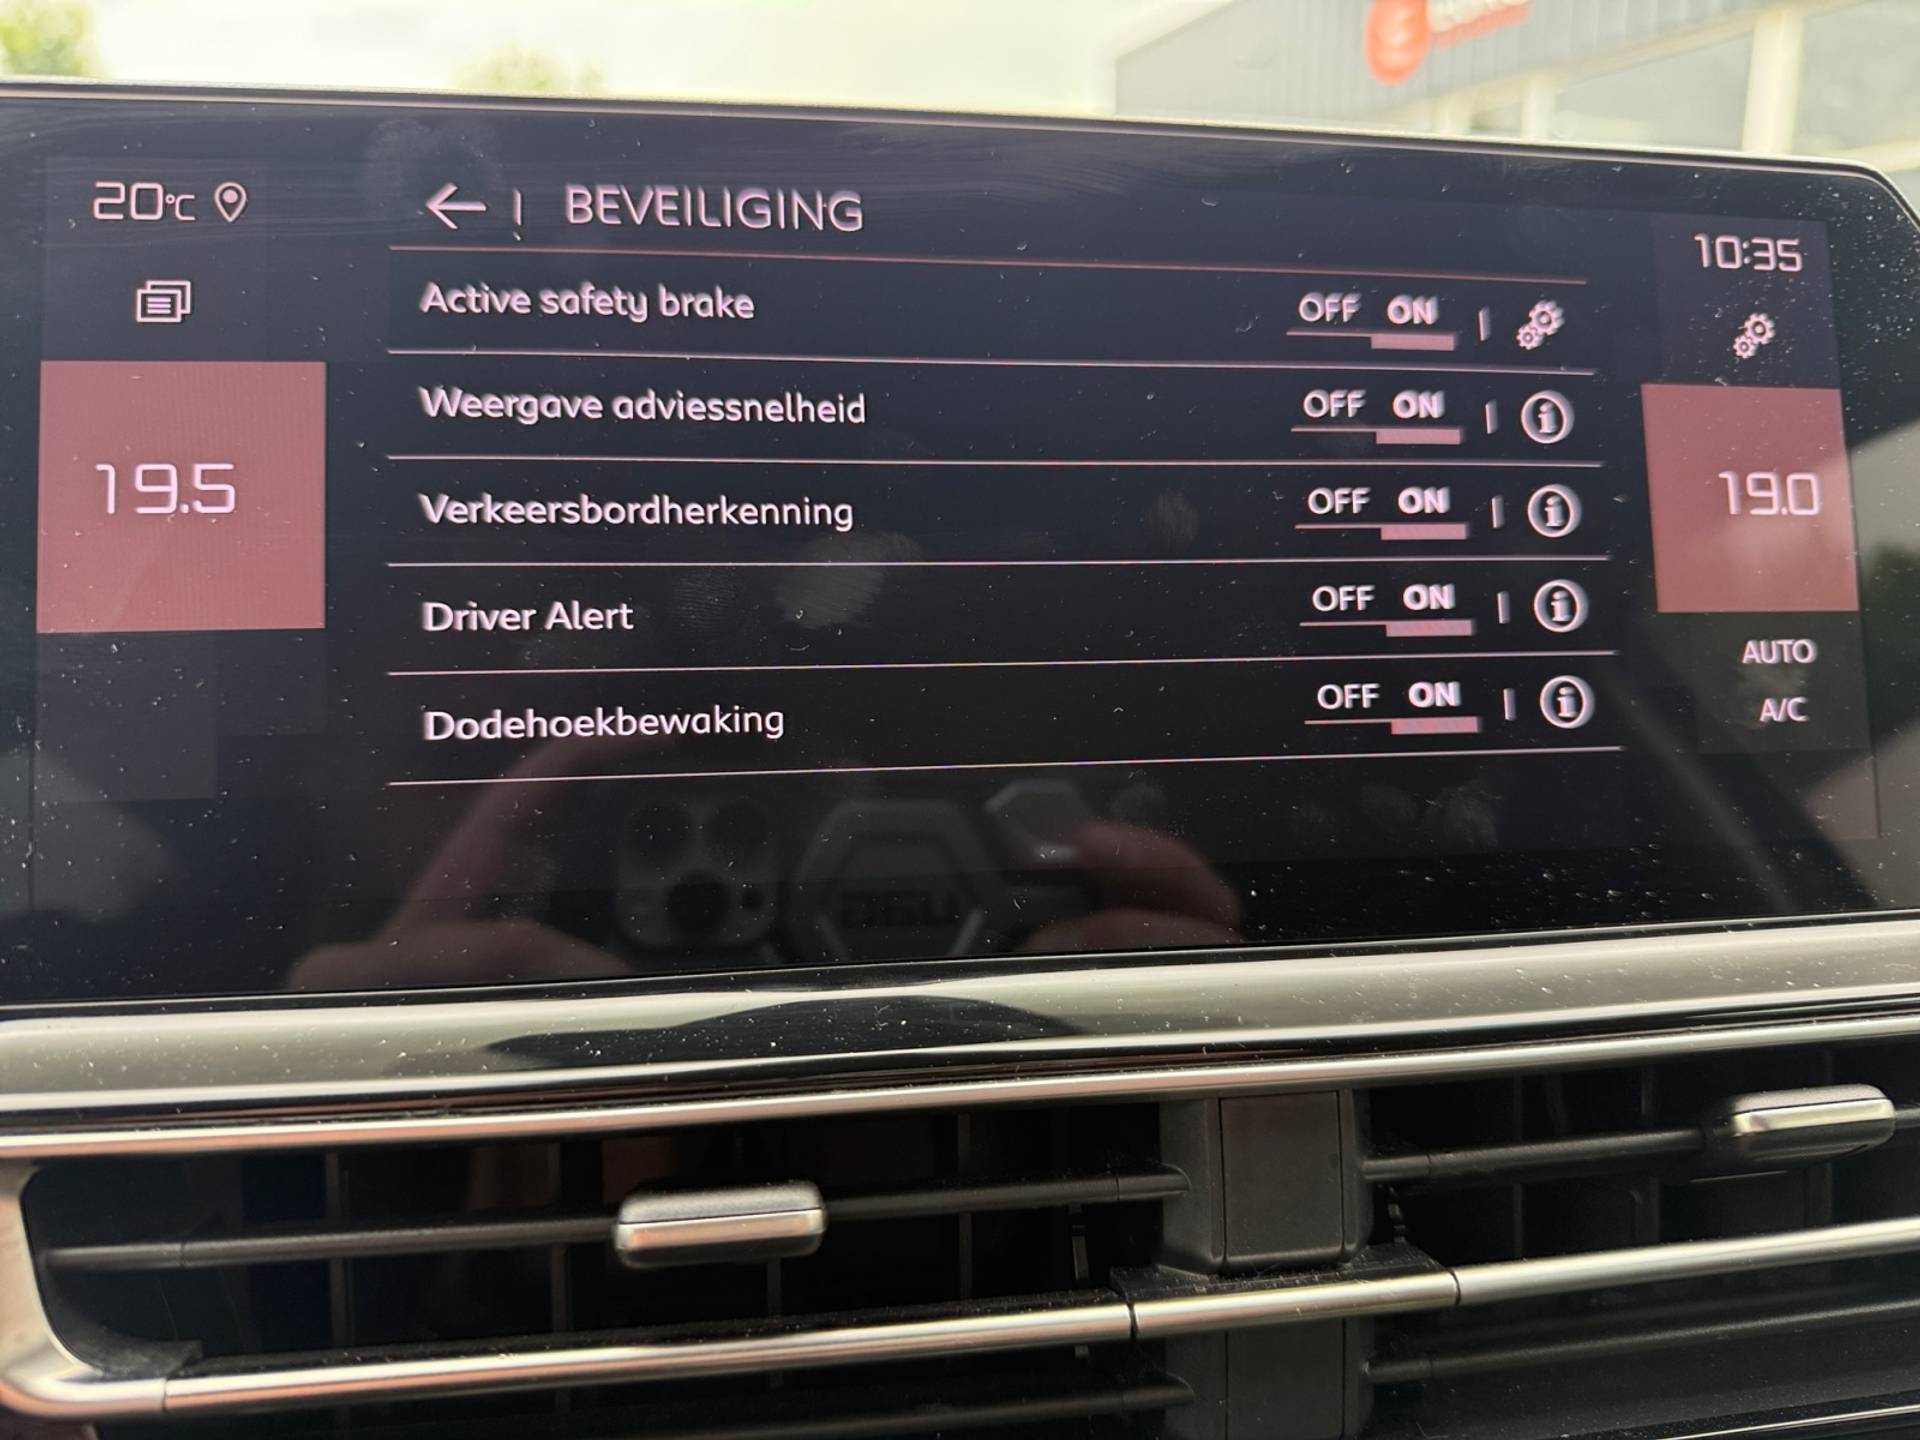 20°C
BEVEILIGING
10:35
Active safety brake OFF ON
Weergave adviessnelheid OFF ON
19.5
19.0
Verkeersbordherkenning OFF ON
Driver Alert OFF ON
AUTO
Dodehoekbewaking OFF ON
A/C